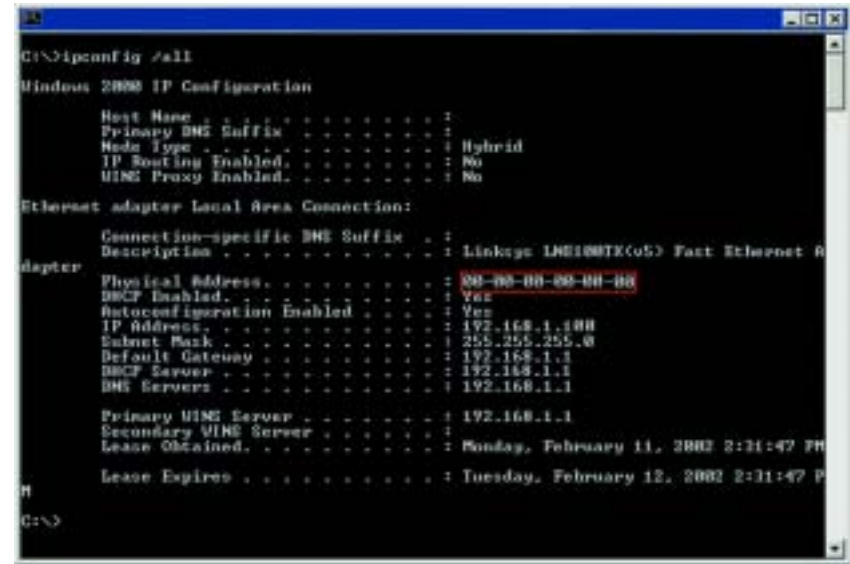 C:\>ipconfig /all
Windows 2000 IP Configuration
Host Name . . . . . . . . . . . . :
Primary DNS Suffix . . . . . . . :
Node Type . . . . . . . . . . . . : Hybrid
IP Routing Enabled. . . . . . . . : No
WINS Proxy Enabled. . . . . . . . : No
Ethernet adapter Local Area Connection:
Connection-specific DNS Suffix . :
Description . . . . . . . . . . . : Linksys LNE100TX(v5) Fast Ethernet A
dapter
Physical Address. . . . . . . . . : 00-00-00-00-00-00
DHCP Enabled. . . . . . . . . . . : Yes
Autoconfiguration Enabled . . . . : Yes
IP Address. . . . . . . . . . . . : 192.168.1.100
Subnet Mask . . . . . . . . . . . : 255.255.255.0
Default Gateway . . . . . . . . . : 192.168.1.1
DHCP Server . . . . . . . . . . . : 192.168.1.1
DNS Servers . . . . . . . . . . . : 192.168.1.1
Primary WINS Server . . . . . . . : 192.168.1.1
Secondary WINS Server . . . . . . :
Lease Obtained. . . . . . . . . . : Monday, February 11, 2002 2:31:47 PM
Lease Expires . . . . . . . . . . : Tuesday, February 12, 2002 2:31:47 P
M
C:\>